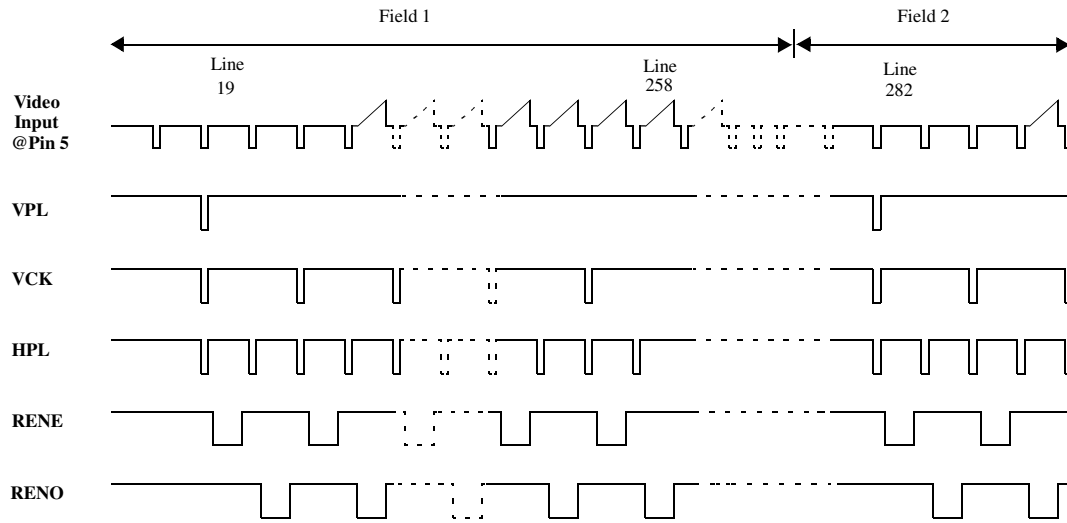 Field 1
Field 2
Line
19
Line
258
Line
282
Video
Input
@Pin 5
VPL
VCK
HPL
RENE
RENO